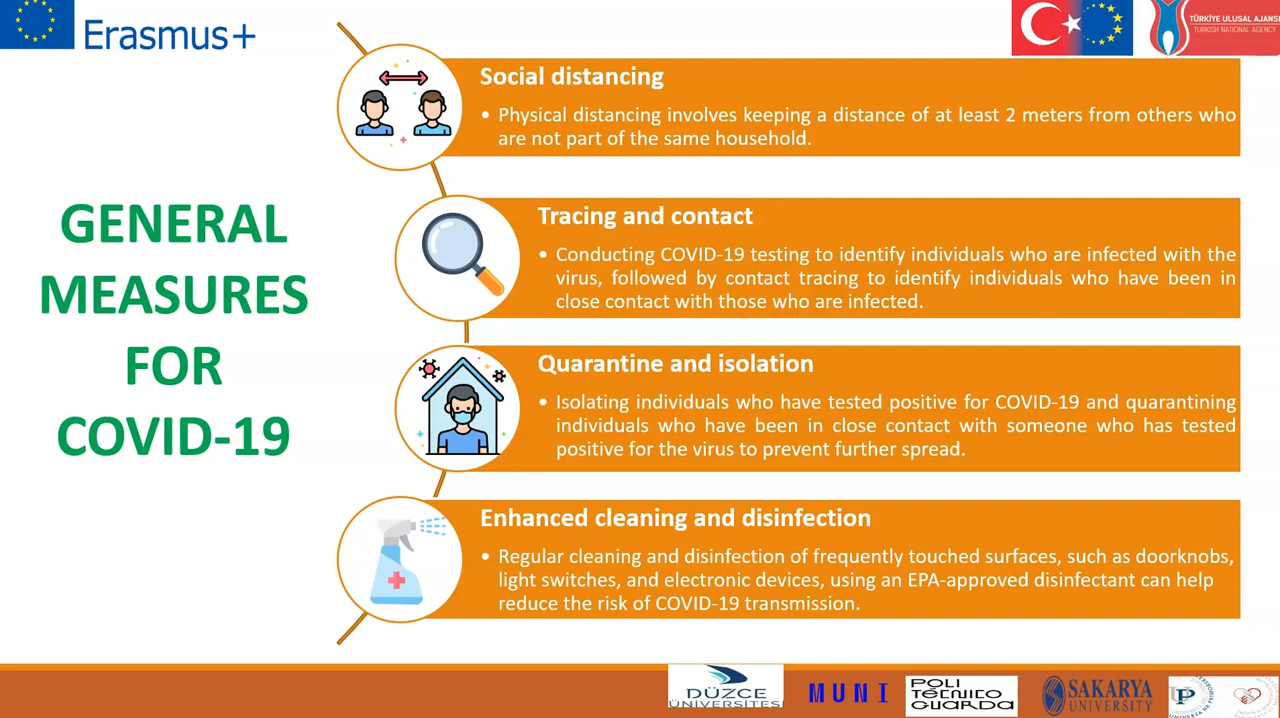 Erasmus+
TÜRKİYE ULUSAL AJANSI
TURKISH NATIONAL AGENCY
GENERAL
MEASURES
FOR
COVID-19
Social distancing
• Physical distancing involves keeping a distance of at least 2 meters from others who
are not part of the same household.
Tracing and contact
• Conducting COVID-19 testing to identify individuals who are infected with the
virus, followed by contact tracing to identify individuals who have been in
close contact with those who are infected.
Quarantine and isolation
• Isolating individuals who have tested positive for COVID-19 and quarantining
individuals who have been in close contact with someone who has tested
positive for the virus to prevent further spread.
Enhanced cleaning and disinfection
• Regular cleaning and disinfection of frequently touched surfaces, such as doorknobs,
light switches, and electronic devices, using an EPA-approved disinfectant can help
reduce the risk of COVID-19 transmission.
DÜZCE
ÜNİVERSİTESİ
MUNI
POLI
TÉCNICO
GUARDA
SAKARYA
UNIVERSITY
UP